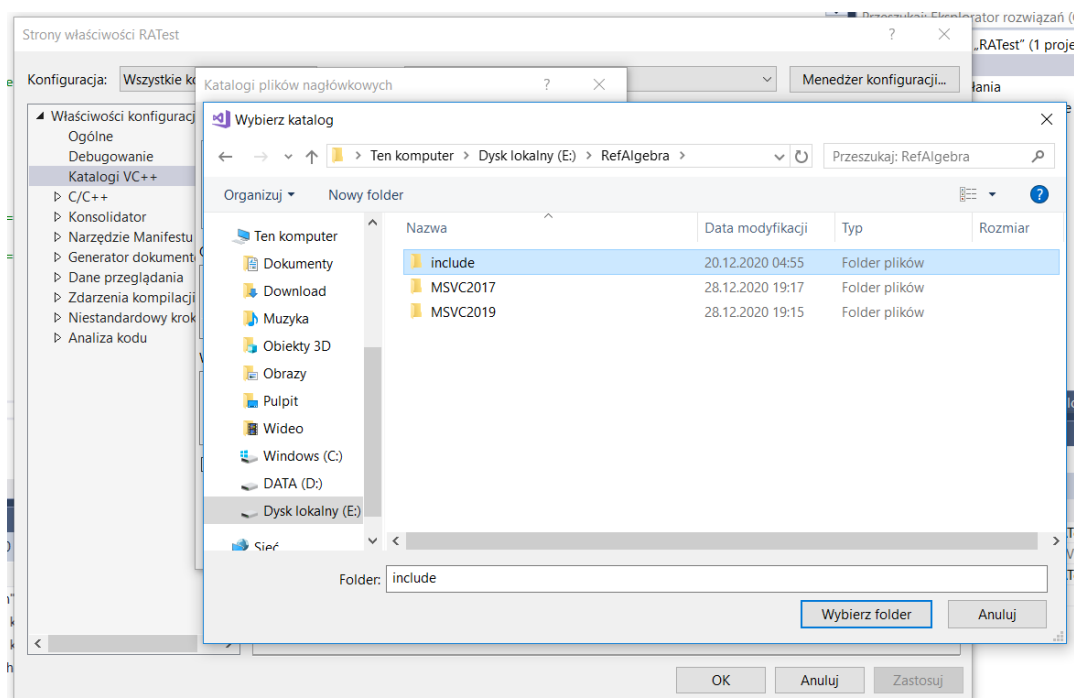 Przeszukaj: Eksplorator rozwiązań (
Strony właściwości RATest
?
„RATest” (1 proje
Konfiguracja:
Wszystkie ko
Menedżer konfiguracji...
Katalogi plików nagłówkowych
?
łania
Właściwości konfiguracj
Ogólne
Debugowanie
Katalogi VC++
C/C++
Konsolidator
Narzędzie Manifestu
Generator dokumento
Dane przeglądania
Zdarzenia kompilacji
Niestandardowy krok
Analiza kodu
Wybierz katalog
Ten komputer > Dysk lokalny (E:) > RefAlgebra >
Przeszukaj: RefAlgebra
Organizuj
Nowy folder
?
Nazwa
Data modyfikacji
Typ
Rozmiar
Ten komputer
Dokumenty
Download
Muzyka
Obiekty 3D
Obrazy
Pulpit
Wideo
Windows (C:)
DATA (D:)
Dysk lokalny (E:)
Sieć
include 20.12.2020 04:55 Folder plików
MSVC2017 28.12.2020 19:17 Folder plików
MSVC2019 28.12.2020 19:15 Folder plików
Folder: include
Wybierz folder
Anuluj
OK
Anuluj
Zastosuj